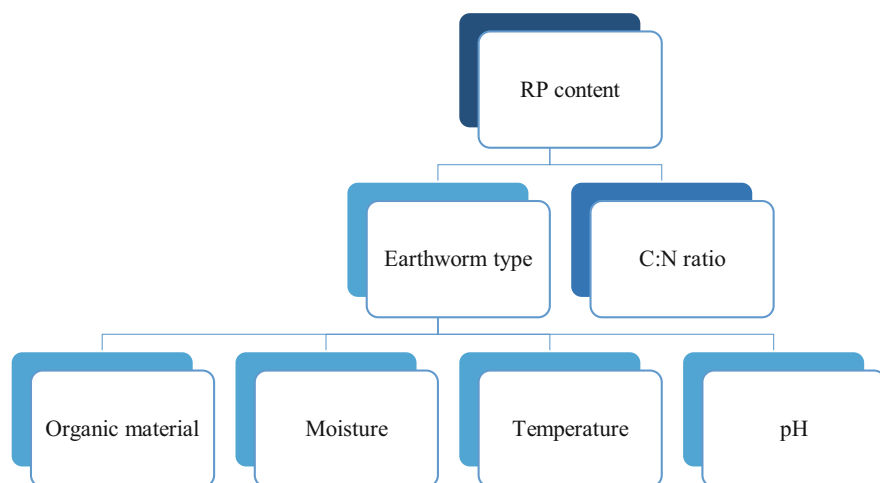 RP content
Earthworm type
C:N ratio
Organic material
Moisture
Temperature
pH